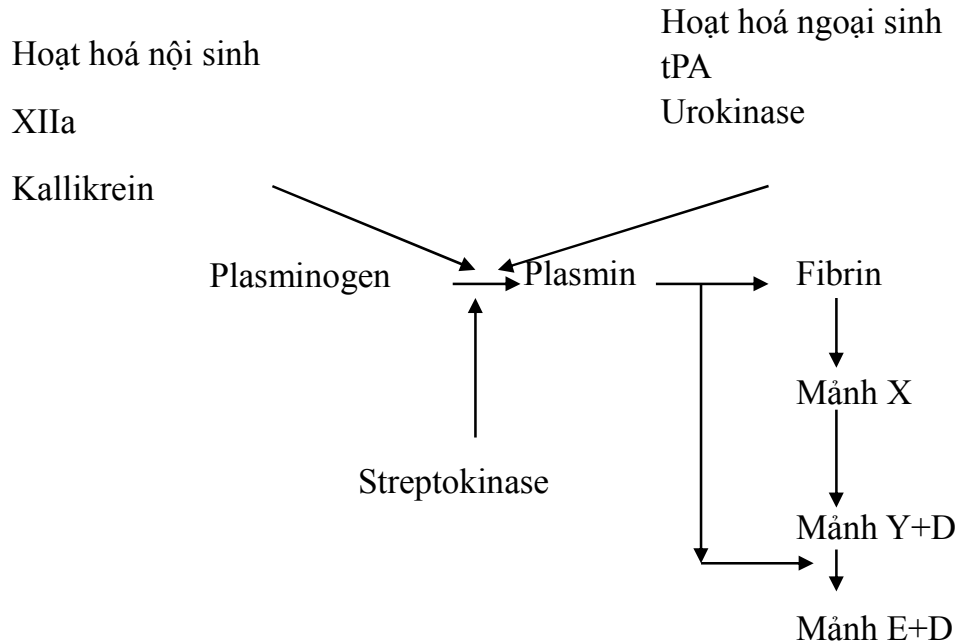 Hoạt hoá nội sinh
XIIa
Kallikrein
Hoạt hoá ngoại sinh
tPA
Urokinase
Plasminogen
Plasmin
Fibrin
Mảnh X
Streptokinase
Mảnh Y+D
Mảnh E+D